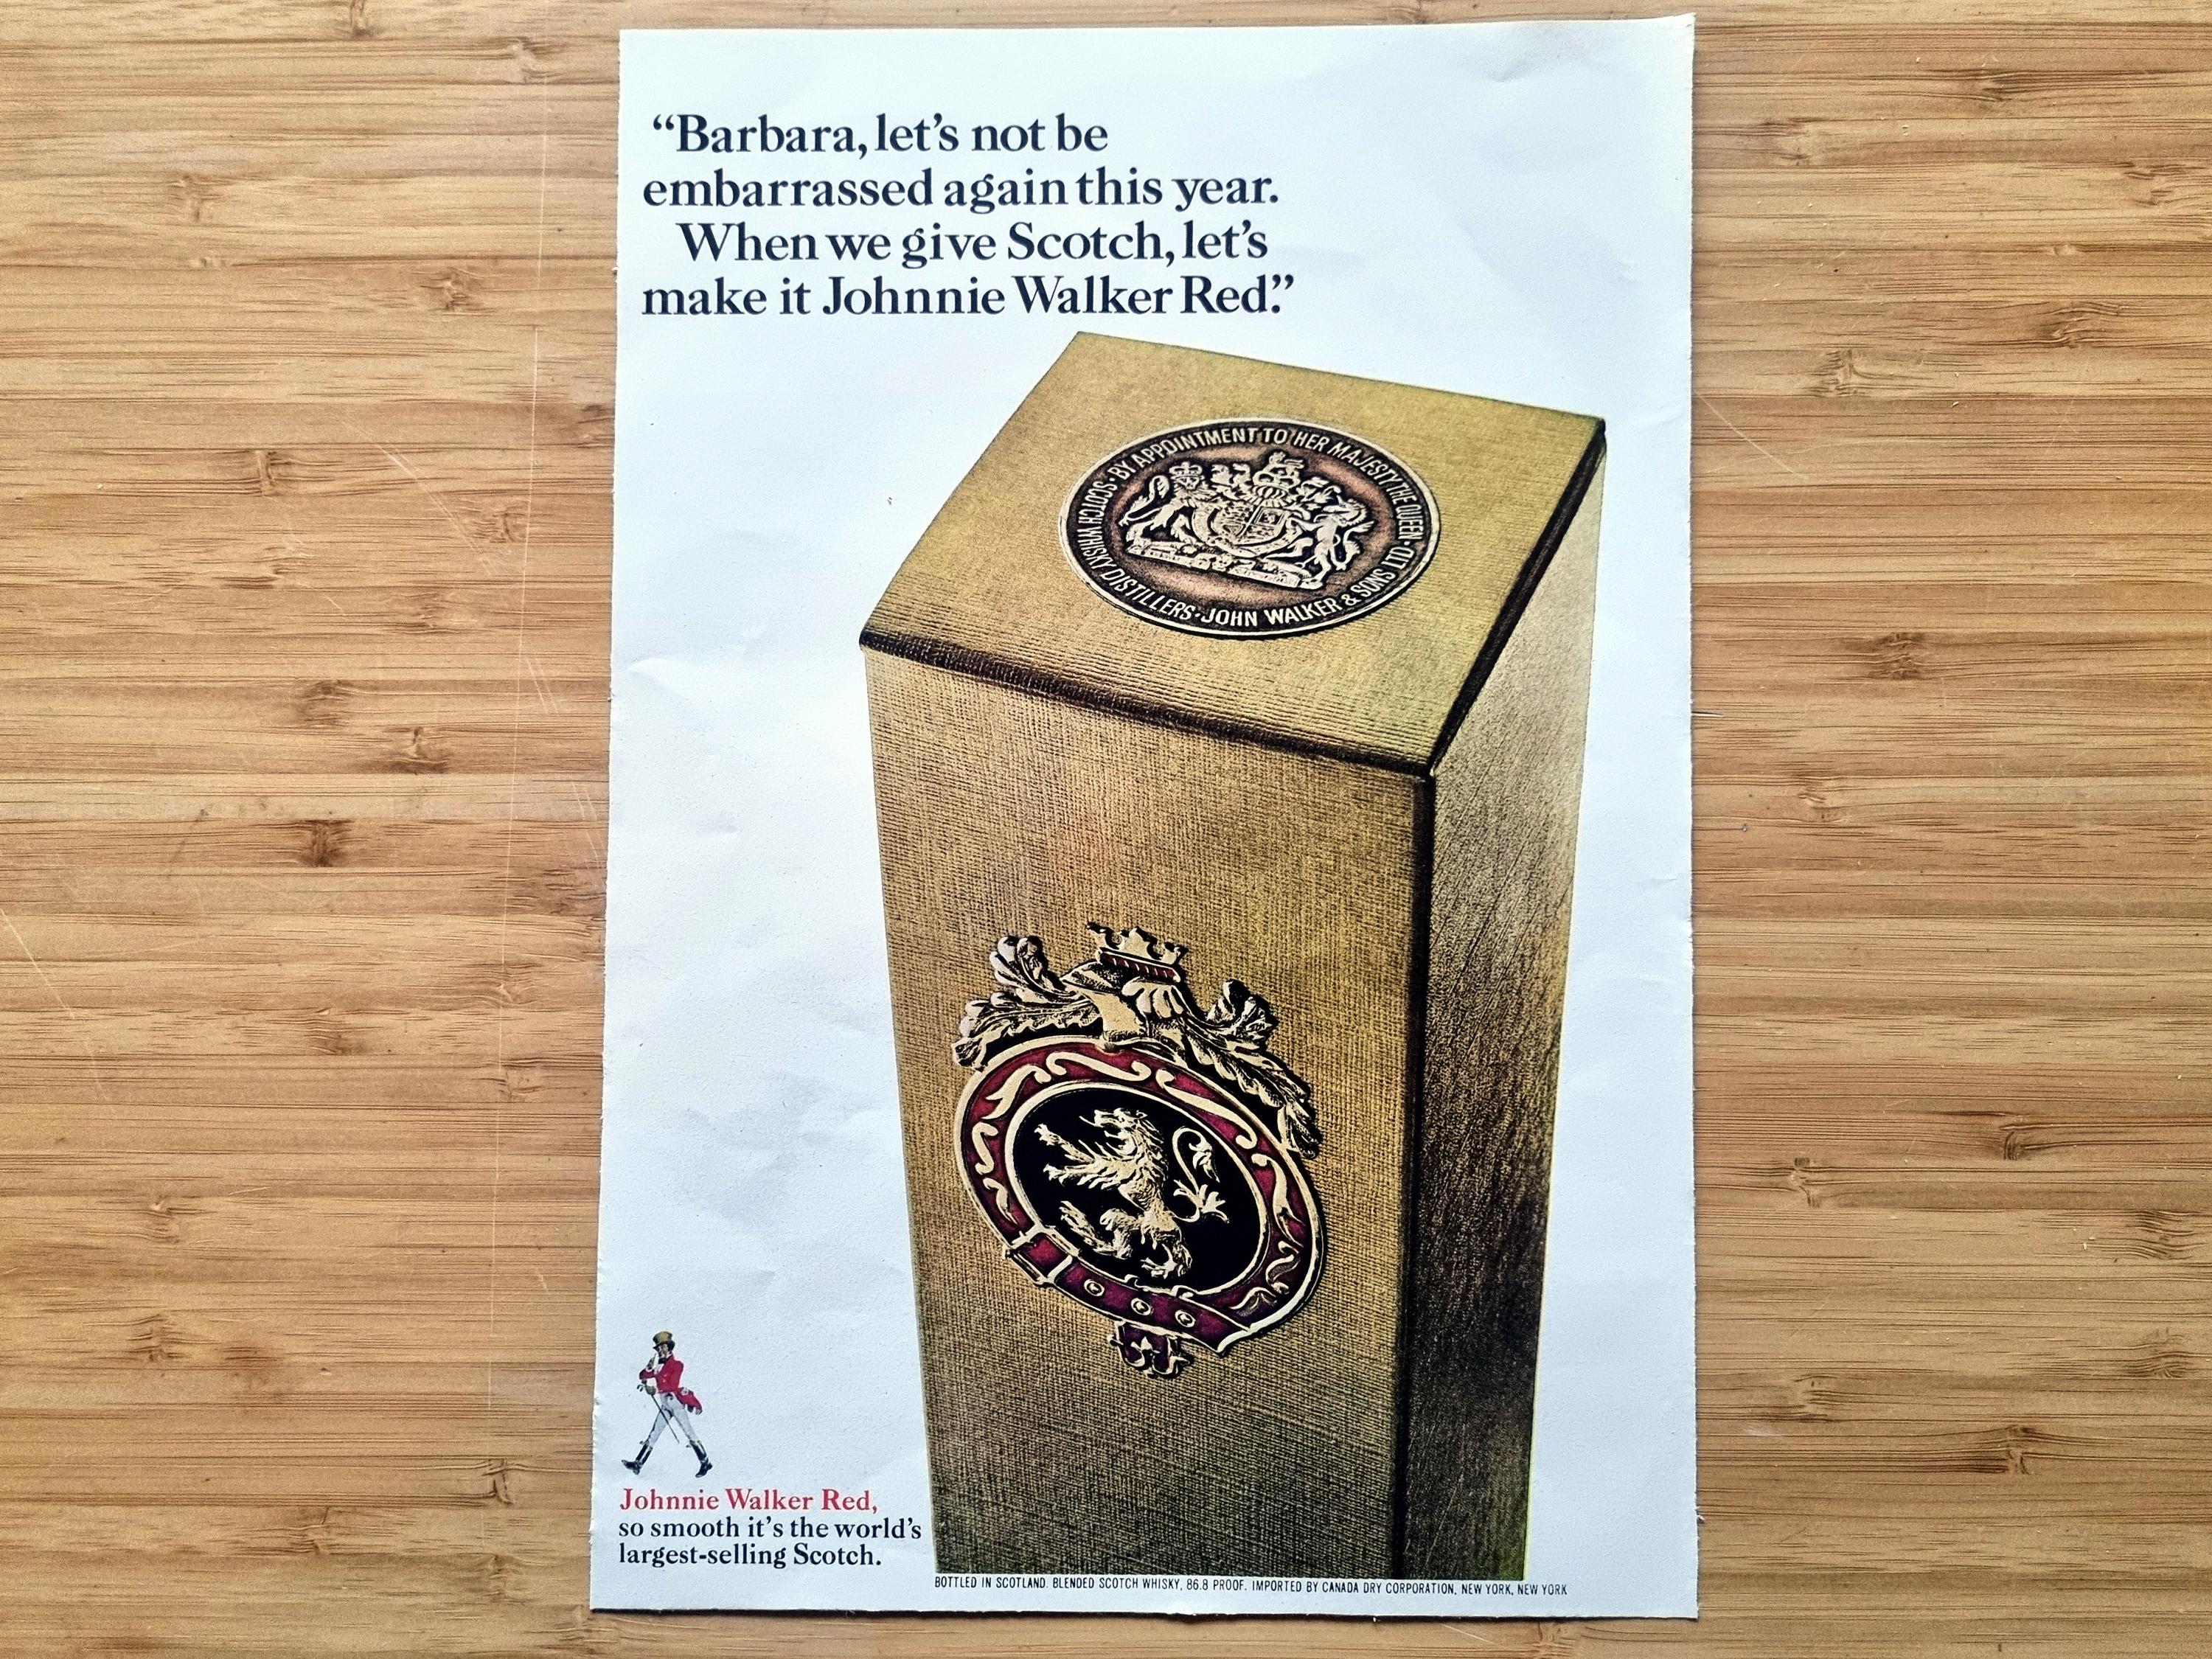 “Barbara, let’s not be
embarrassed again this year.
When we give Scotch, let’s
make it Johnnie Walker Red.”
SCOTCH WHISKY DISTILLERS · BY APPOINTMENT TO HER MAJESTY THE QUEEN · JOHN WALKER & SONS LTD ·
Johnnie Walker Red,
so smooth it’s the world’s
largest-selling Scotch.
BOTTLED IN SCOTLAND. BLENDED SCOTCH WHISKY, 86.8 PROOF. IMPORTED BY CANADA DRY CORPORATION, NEW YORK, NEW YORK